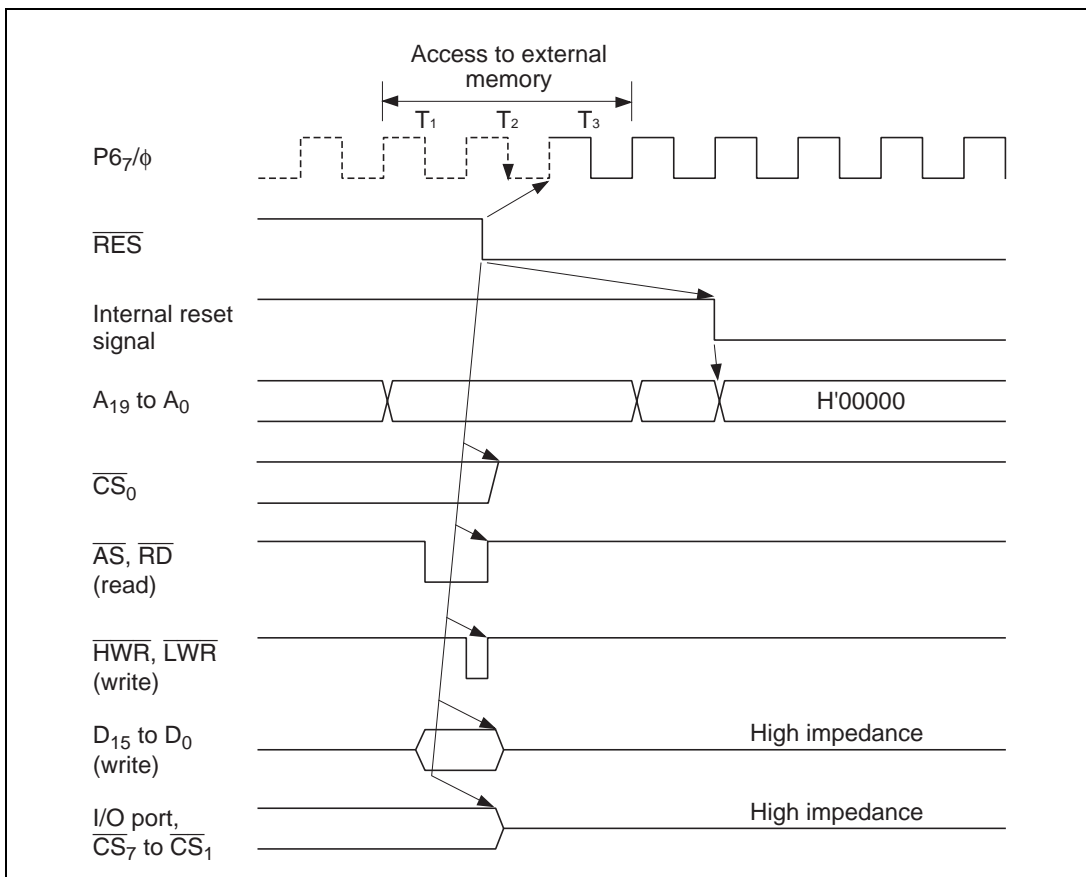 Access to external
memory
T1 T2 T3
P67/φ
RES
Internal reset
signal
A19 to A0
H'00000
CS0
AS, RD
(read)
HWR, LWR
(write)
D15 to D0
(write)
High impedance
I/O port,
CS7 to CS1
High impedance